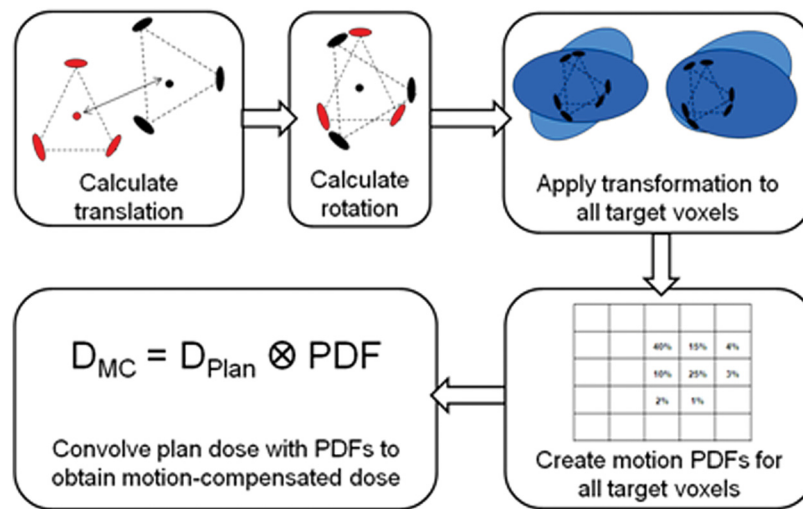 Calculate
translation
Calculate
rotation
Apply transformation to
all target voxels
40% 15% 4%
10% 25% 3%
2% 1%
Create motion PDFs for
all target voxels
D_MC = D_Plan ⊗ PDF
Convolve plan dose with PDFs to
obtain motion-compensated dose